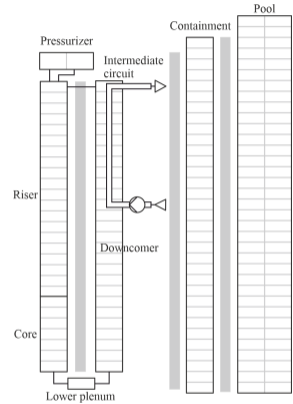 Pool
Containment
Pressurizer
Intermediate
circuit
Riser
Downcomer
Core
Lower plenum